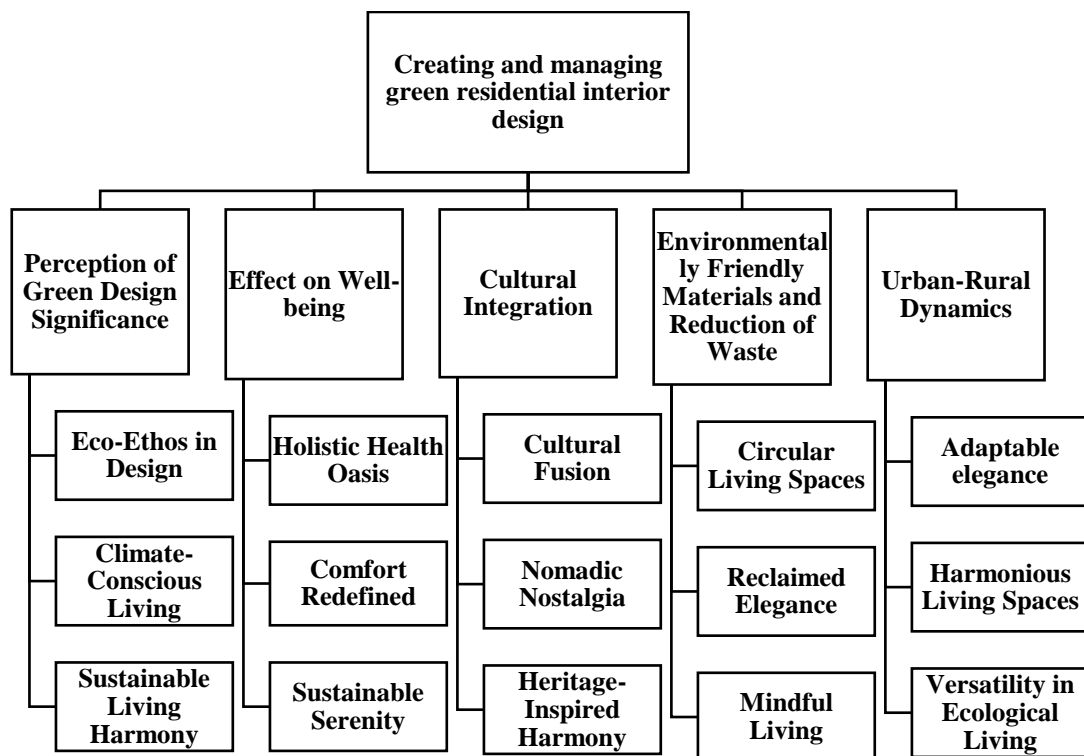 Creating and managing
green residential interior
design
Perception of
Green Design
Significance
Effect on Well-
being
Cultural
Integration
Environmental
ly Friendly
Materials and
Reduction of
Waste
Urban-Rural
Dynamics
Eco-Ethos in
Design
Holistic Health
Oasis
Cultural
Fusion
Circular
Living Spaces
Adaptable
elegance
Climate-
Conscious
Living
Comfort
Redefined
Nomadic
Nostalgia
Reclaimed
Elegance
Harmonious
Living Spaces
Sustainable
Living
Harmony
Sustainable
Serenity
Heritage-
Inspired
Harmony
Mindful
Living
Versatility in
Ecological
Living